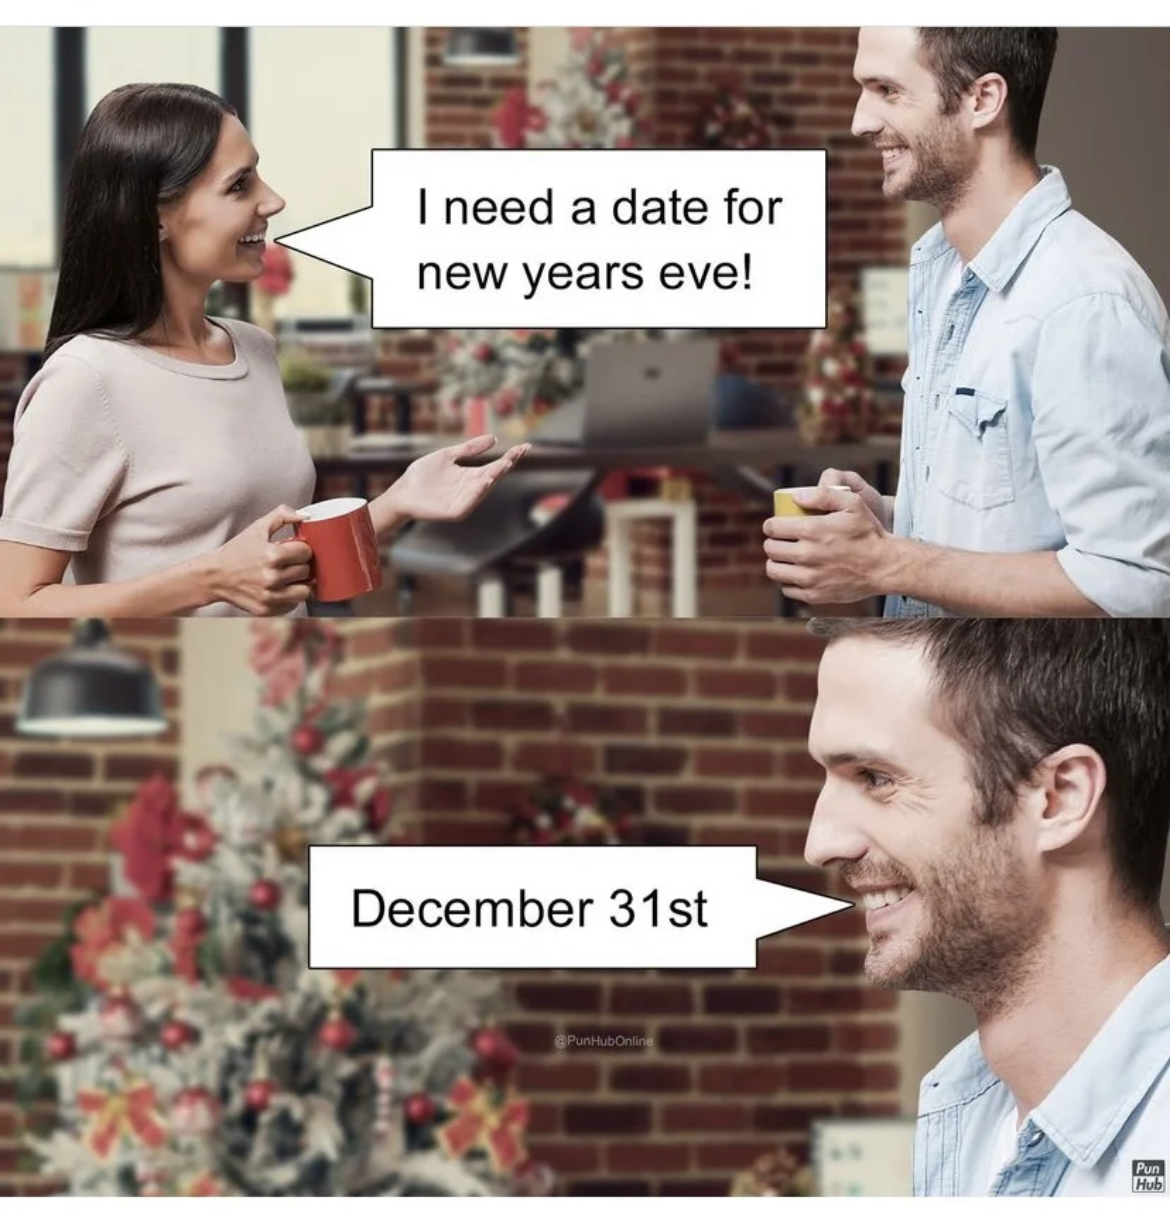 I need a date for
new years eve!
December 31st
@PunHubOnline
Pun
Hub